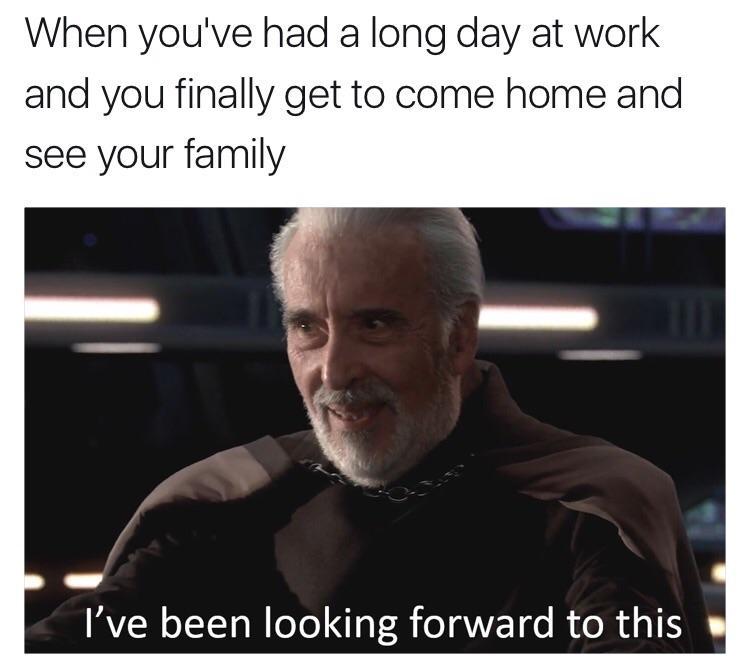 When you've had a long day at work
and you finally get to come home and
see your family
I’ve been looking forward to this